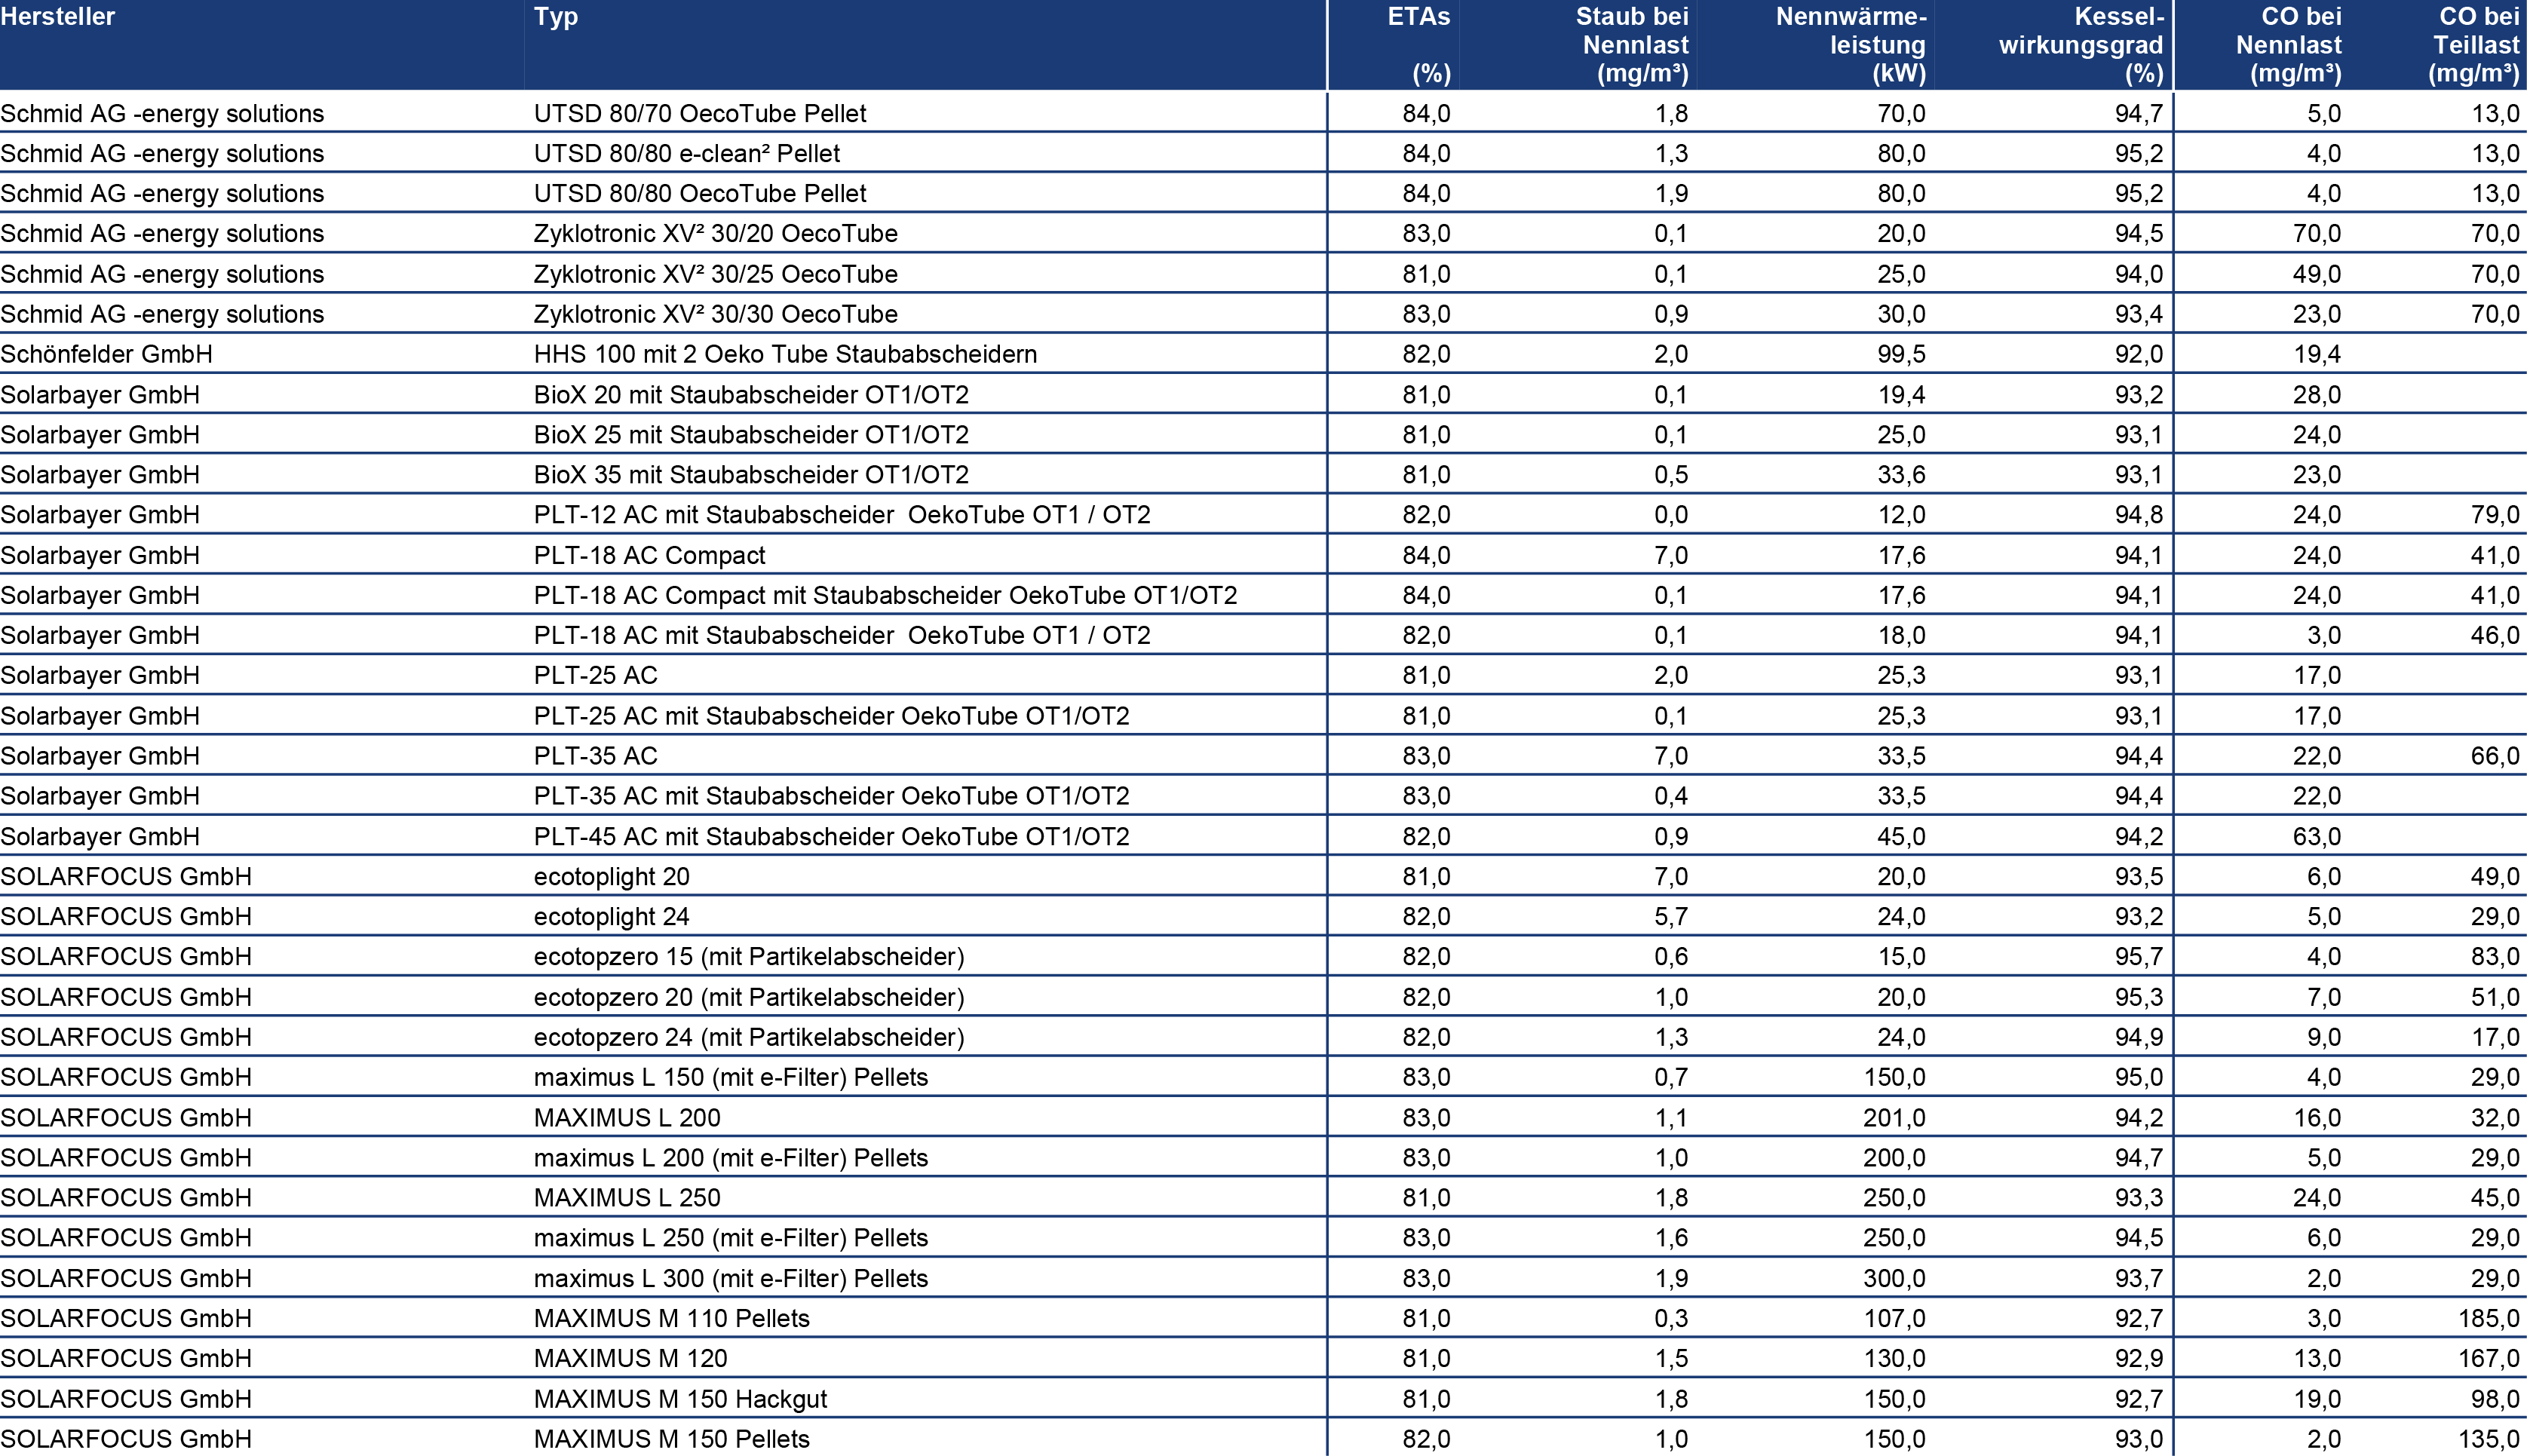 Hersteller Typ ETAs (%) Staub bei Nennlast (mg/m³) Nennwärme-leistung (kW) Kessel-wirkungsgrad (%) CO bei Nennlast (mg/m³) CO bei Teillast (mg/m³)
Schmid AG -energy solutions UTSD 80/70 OecoTube Pellet 84,0 1,8 70,0 94,7 5,0 13,0
Schmid AG -energy solutions UTSD 80/80 e-clean² Pellet 84,0 1,3 80,0 95,2 4,0 13,0
Schmid AG -energy solutions UTSD 80/80 OecoTube Pellet 84,0 1,9 80,0 95,2 4,0 13,0
Schmid AG -energy solutions Zyklotronic XV² 30/20 OecoTube 83,0 0,1 20,0 94,5 70,0 70,0
Schmid AG -energy solutions Zyklotronic XV² 30/25 OecoTube 81,0 0,1 25,0 94,0 49,0 70,0
Schmid AG -energy solutions Zyklotronic XV² 30/30 OecoTube 83,0 0,9 30,0 93,4 23,0 70,0
Schönfelder GmbH HHS 100 mit 2 Oeko Tube Staubabscheidern 82,0 2,0 99,5 92,0 19,4
Solarbayer GmbH BioX 20 mit Staubabscheider OT1/OT2 81,0 0,1 19,4 93,2 28,0
Solarbayer GmbH BioX 25 mit Staubabscheider OT1/OT2 81,0 0,1 25,0 93,1 24,0
Solarbayer GmbH BioX 35 mit Staubabscheider OT1/OT2 81,0 0,5 33,6 93,1 23,0
Solarbayer GmbH PLT-12 AC mit Staubabscheider  OekoTube OT1 / OT2 82,0 0,0 12,0 94,8 24,0 79,0
Solarbayer GmbH PLT-18 AC Compact 84,0 7,0 17,6 94,1 24,0 41,0
Solarbayer GmbH PLT-18 AC Compact mit Staubabscheider OekoTube OT1/OT2 84,0 0,1 17,6 94,1 24,0 41,0
Solarbayer GmbH PLT-18 AC mit Staubabscheider  OekoTube OT1 / OT2 82,0 0,1 18,0 94,1 3,0 46,0
Solarbayer GmbH PLT-25 AC 81,0 2,0 25,3 93,1 17,0
Solarbayer GmbH PLT-25 AC mit Staubabscheider OekoTube OT1/OT2 81,0 0,1 25,3 93,1 17,0
Solarbayer GmbH PLT-35 AC 83,0 7,0 33,5 94,4 22,0 66,0
Solarbayer GmbH PLT-35 AC mit Staubabscheider OekoTube OT1/OT2 83,0 0,4 33,5 94,4 22,0
Solarbayer GmbH PLT-45 AC mit Staubabscheider OekoTube OT1/OT2 82,0 0,9 45,0 94,2 63,0
SOLARFOCUS GmbH ecotoplight 20 81,0 7,0 20,0 93,5 6,0 49,0
SOLARFOCUS GmbH ecotoplight 24 82,0 5,7 24,0 93,2 5,0 29,0
SOLARFOCUS GmbH ecotopzero 15 (mit Partikelabscheider) 82,0 0,6 15,0 95,7 4,0 83,0
SOLARFOCUS GmbH ecotopzero 20 (mit Partikelabscheider) 82,0 1,0 20,0 95,3 7,0 51,0
SOLARFOCUS GmbH ecotopzero 24 (mit Partikelabscheider) 82,0 1,3 24,0 94,9 9,0 17,0
SOLARFOCUS GmbH maximus L 150 (mit e-Filter) Pellets 83,0 0,7 150,0 95,0 4,0 29,0
SOLARFOCUS GmbH MAXIMUS L 200 83,0 1,1 201,0 94,2 16,0 32,0
SOLARFOCUS GmbH maximus L 200 (mit e-Filter) Pellets 83,0 1,0 200,0 94,7 5,0 29,0
SOLARFOCUS GmbH MAXIMUS L 250 81,0 1,8 250,0 93,3 24,0 45,0
SOLARFOCUS GmbH maximus L 250 (mit e-Filter) Pellets 83,0 1,6 250,0 94,5 6,0 29,0
SOLARFOCUS GmbH maximus L 300 (mit e-Filter) Pellets 83,0 1,9 300,0 93,7 2,0 29,0
SOLARFOCUS GmbH MAXIMUS M 110 Pellets 81,0 0,3 107,0 92,7 3,0 185,0
SOLARFOCUS GmbH MAXIMUS M 120 81,0 1,5 130,0 92,9 13,0 167,0
SOLARFOCUS GmbH MAXIMUS M 150 Hackgut 81,0 1,8 150,0 92,7 19,0 98,0
SOLARFOCUS GmbH MAXIMUS M 150 Pellets 82,0 1,0 150,0 93,0 2,0 135,0